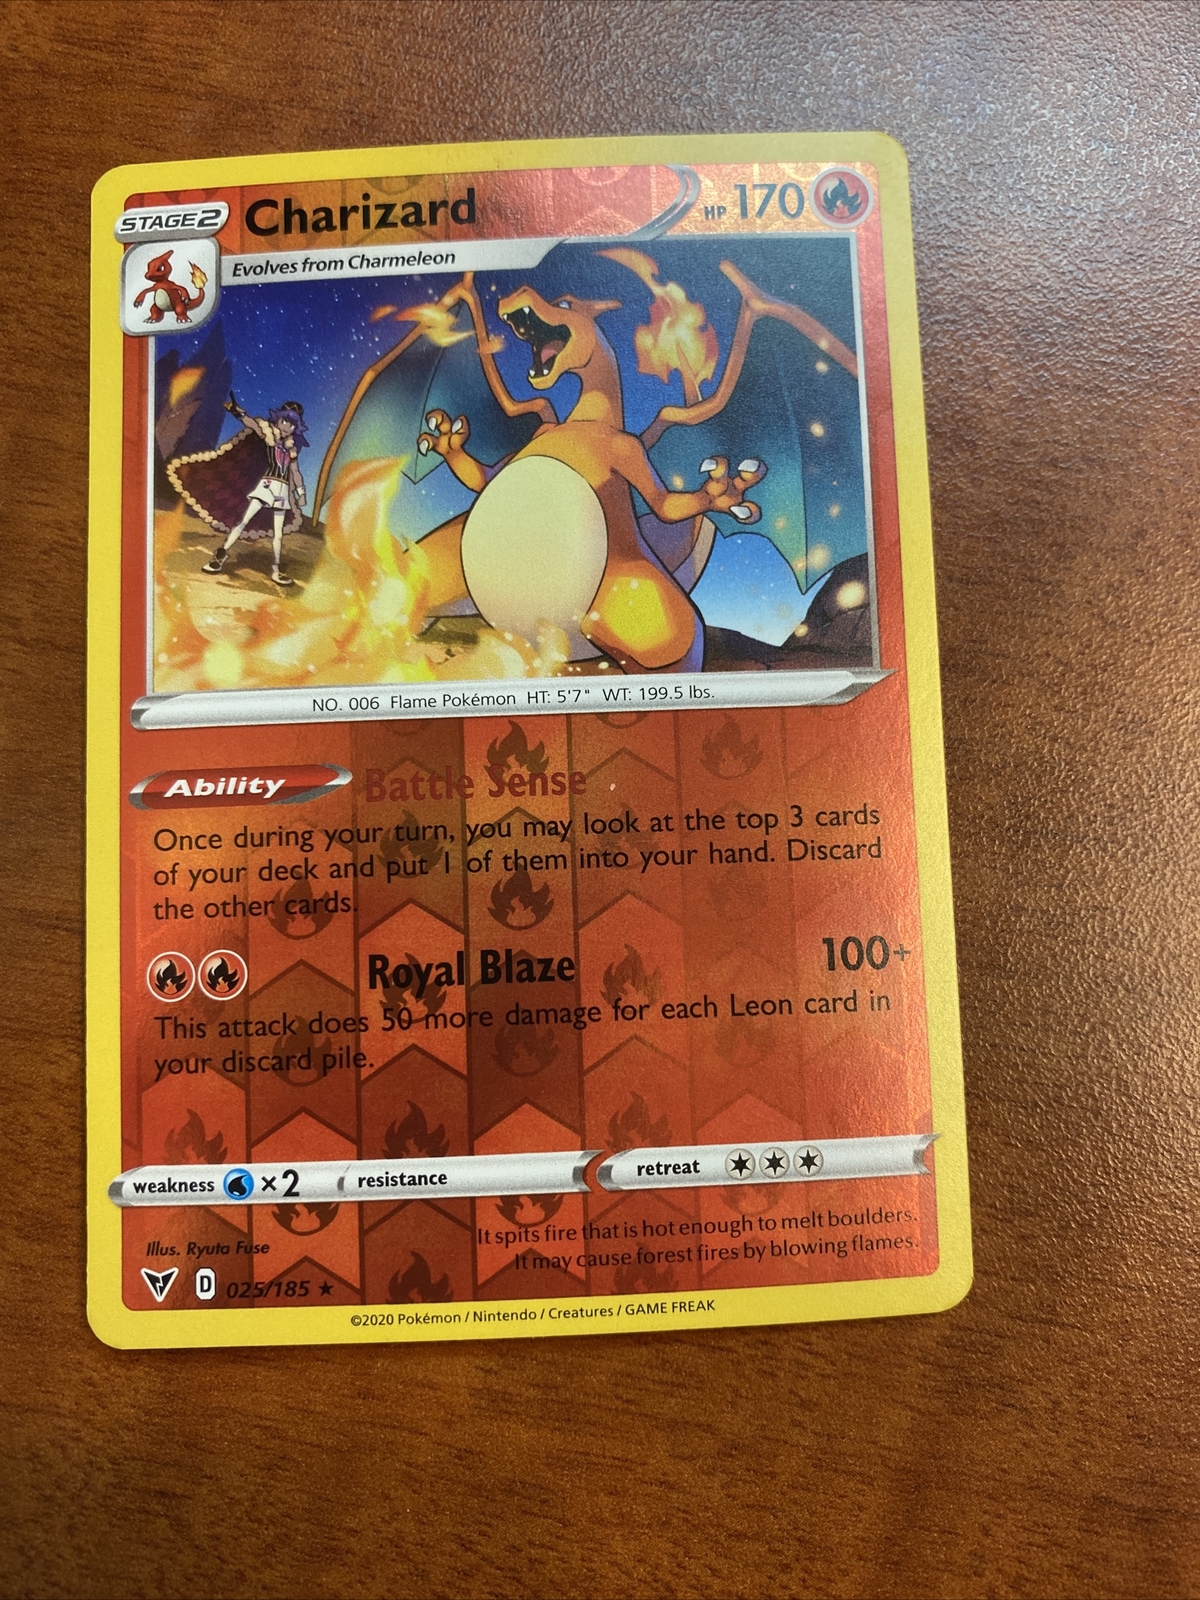 STAGE2 Charizard HP 170
Evolves from Charmeleon
NO. 006 Flame Pokémon HT: 5'7" WT: 199.5 lbs.
Ability Battle Sense
Once during your turn, you may look at the top 3 cards
of your deck and put 1 of them into your hand. Discard
the other cards.
Royal Blaze 100+
This attack does 50 more damage for each Leon card in
your discard pile.
weakness ×2 resistance retreat
It spits fire that is hot enough to melt boulders.
It may cause forest fires by blowing flames.
Illus. Ryuta Fuse
D 025/185 ★
©2020 Pokémon / Nintendo / Creatures / GAME FREAK